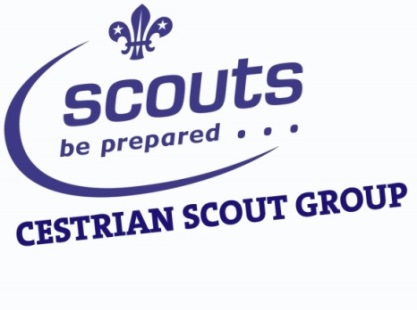 scouts
be prepared . . .
CESTRIAN SCOUT GROUP